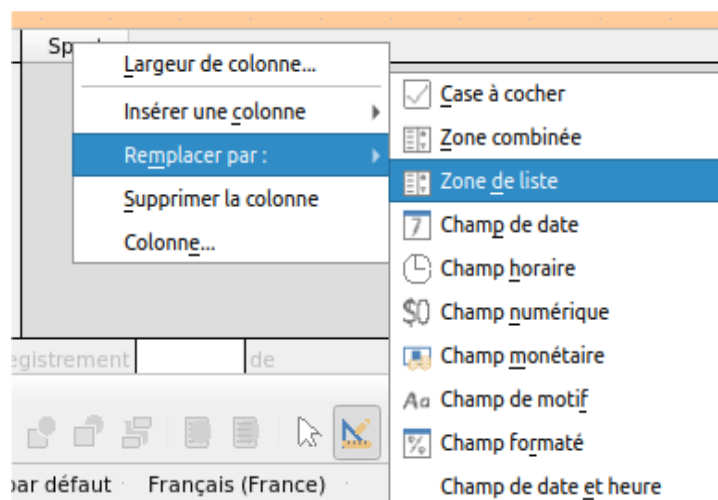 Largeur de colonne...
Insérer une colonne
Remplacer par :
Supprimer la colonne
Colonne...
Case à cocher
Zone combinée
Zone de liste
Champ de date
Champ horaire
Champ numérique
Champ monétaire
Champ de motif
Champ formaté
Champ de date et heure
de
par défaut
Français (France)